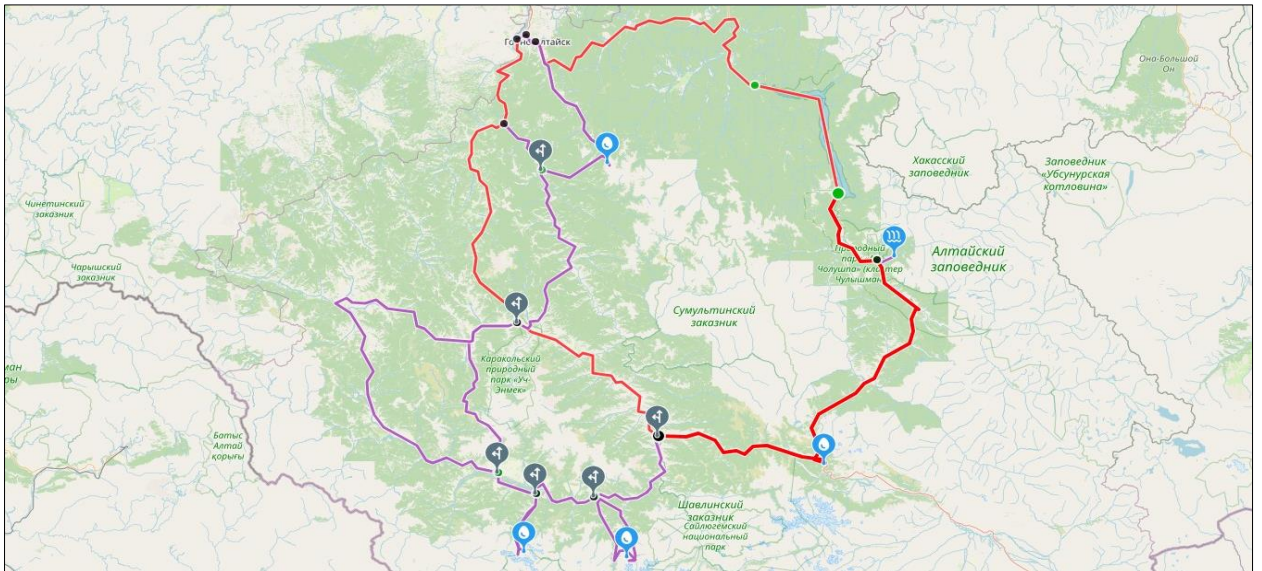 Горно-Алтайск
Она-Большой
Он
Хакасский
заповедник
Заповедник
«Убсунурская
котловина»
Чинетинский
заказник
Алтайский
заповедник
Природный
Чулышман)
Чарышский
заказник
Сумультинский
заказник
Каракольский
природный
парк «Уч-
Энмек»
Батыс
Алтай
қорығы
Шавлинский
заказник
Сайлюгемский
национальный
парк